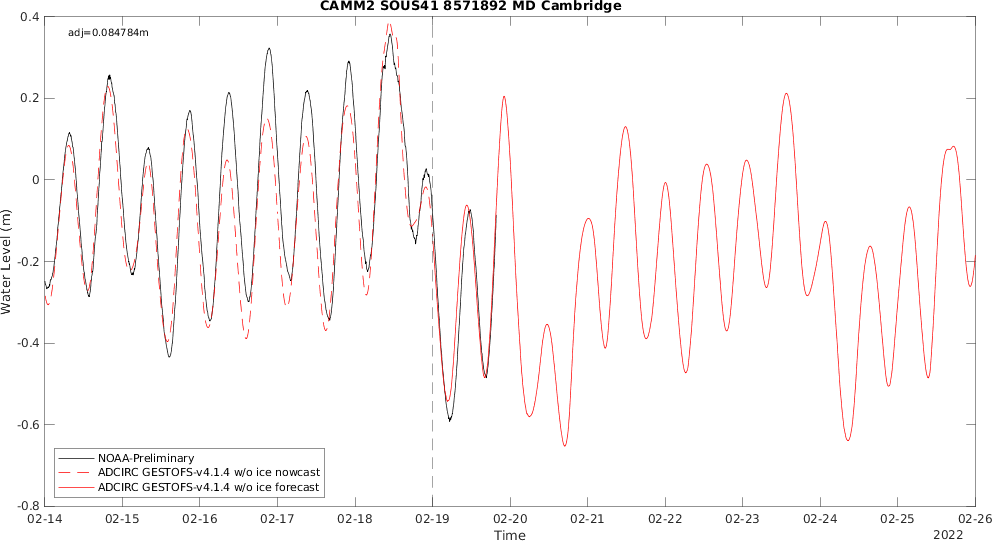 CAMM2 SOUS41 8571892 MD Cambridge
adj=0.084784m
0.4
0.2
0
-0.2
-0.4
-0.6
-0.8
Water Level (m)
NOAA-Preliminary
ADCIRC GESTOFS-v4.1.4 w/o ice nowcast
ADCIRC GESTOFS-v4.1.4 w/o ice forecast
02-14 02-15 02-16 02-17 02-18 02-19 02-20 02-21 02-22 02-23 02-24 02-25 02-26
Time
2022